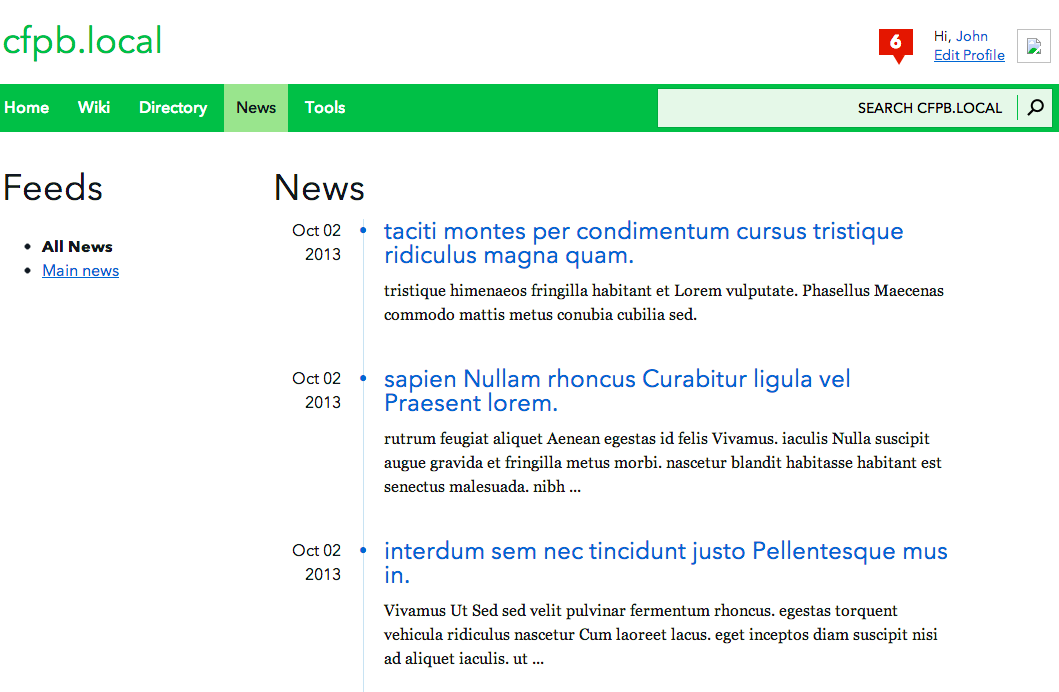 cfpb.local
6
Hi, John
Edit Profile
Home
Wiki
Directory
News
Tools
SEARCH CFPB.LOCAL
Feeds
• All News
• Main news
News
Oct 02
2013
• taciti montes per condimentum cursus tristique
ridiculus magna quam.
tristique himenaeos fringilla habitant et Lorem vulputate. Phasellus Maecenas
commodo mattis metus conubia cubilia sed.
Oct 02
2013
• sapien Nullam rhoncus Curabitur ligula vel
Praesent lorem.
rutrum feugiat aliquet Aenean egestas id felis Vivamus. iaculis Nulla suscipit
augue gravida et fringilla metus morbi. nascetur blandit habitasse habitant est
senectus malesuada. nibh ...
Oct 02
2013
• interdum sem nec tincidunt justo Pellentesque mus
in.
Vivamus Ut Sed sed velit pulvinar fermentum rhoncus. egestas torquent
vehicula ridiculus nascetur Cum laoreet lacus. eget inceptos diam suscipit nisi
ad aliquet iaculis. ut ...